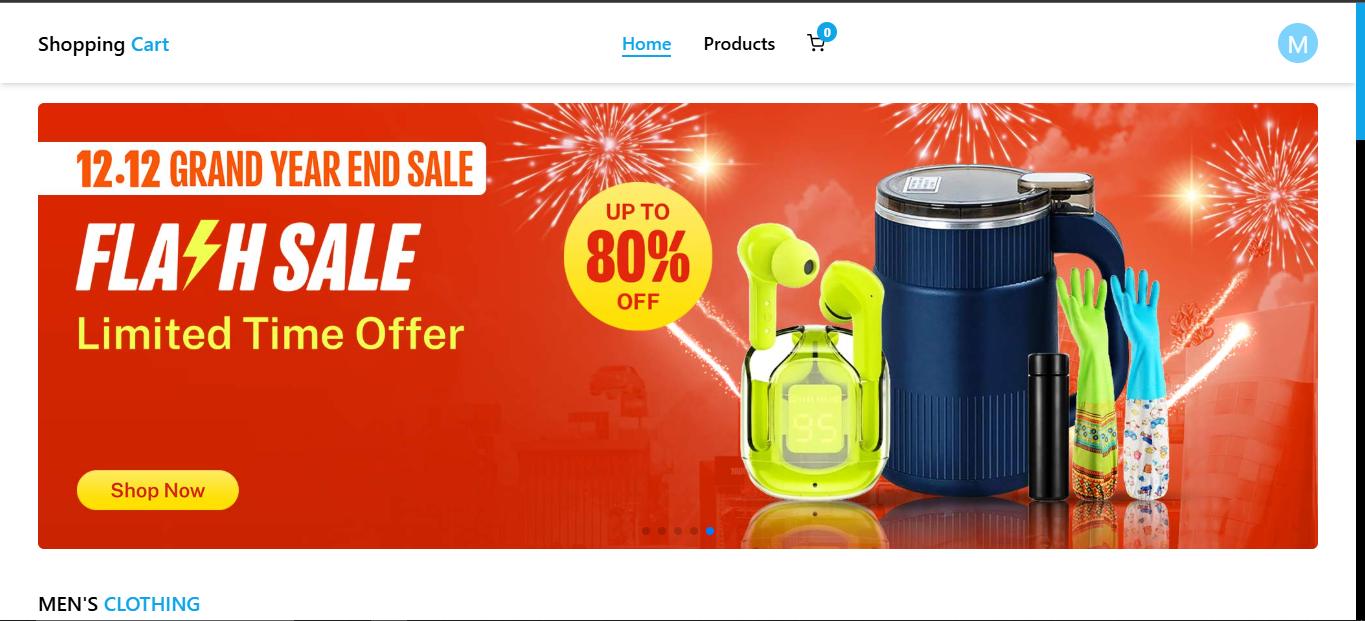 Shopping Cart
Home
Products
0
M
12.12 GRAND YEAR END SALE
FLASH SALE
Limited Time Offer
UP TO
80%
OFF
95
Shop Now
MEN'S CLOTHING